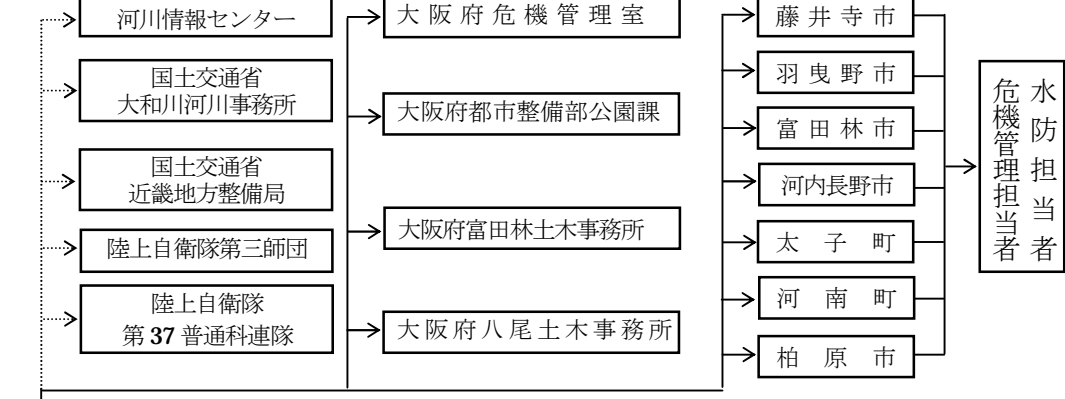 河川情報センター
国土交通省
大和川河川事務所
国土交通省
近畿地方整備局
陸上自衛隊第三師団
陸上自衛隊
第 37 普通科連隊
大阪府危機管理室
大阪府都市整備部公園課
大阪府富田林土木事務所
大阪府八尾土木事務所
藤井寺市
羽曳野市
富田林市
河内長野市
太子町
河南町
柏原市
水防担当者
危機管理担当者